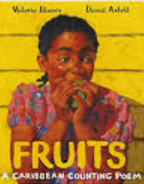 Valerie Bloom David Axtell
FRUITS
A CARIBBEAN COUNTING POEM